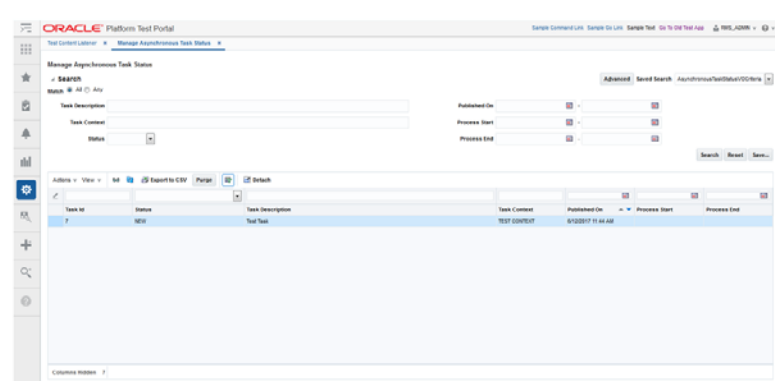 ORACLE Platform Test Portal
Sample Command Link Sample Go Link Sample Text Go To Old Test App RMS_ADMIN
Test Content Listener Manage Asynchronous Task Status
Manage Asynchronous Task Status
Search
Advanced Saved Search AsynchronousTaskStatusVOCriteria
Match All Any
Task Description
Published On -
Task Context
Process Start -
Status
Process End -
Search Reset Save...
Actions View Export to CSV Purge Detach
Task Id Status Task Description Task Context Published On Process Start Process End
7 NEW Test Task TEST CONTEXT 6/12/2017 11:44 AM
Columns Hidden 7